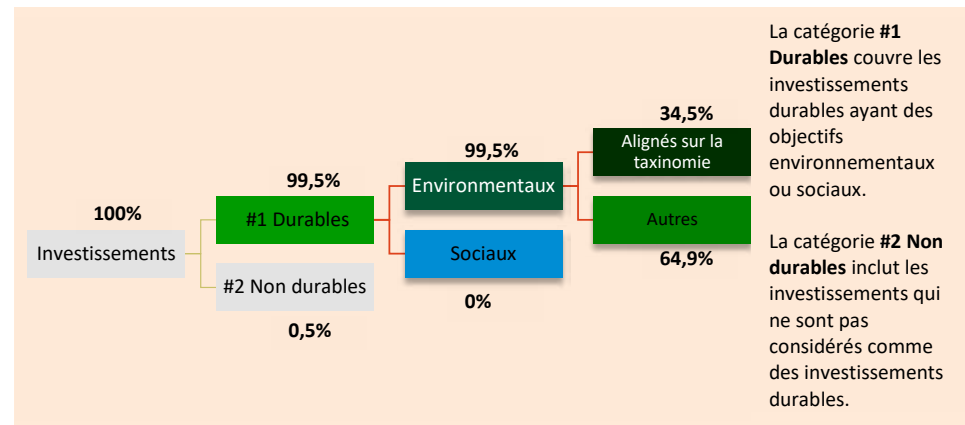 100%
Investissements
99,5%
#1 Durables
#2 Non durables
0,5%
99,5%
Environmentaux
Sociaux
0%
34,5%
Alignés sur la
taxinomie
Autres
64,9%
La catégorie #1
Durables couvre les
investissements
durables ayant des
objectifs
environnementaux
ou sociaux.
La catégorie #2 Non
durables inclut les
investissements qui
ne sont pas
considérés comme
des investissements
durables.